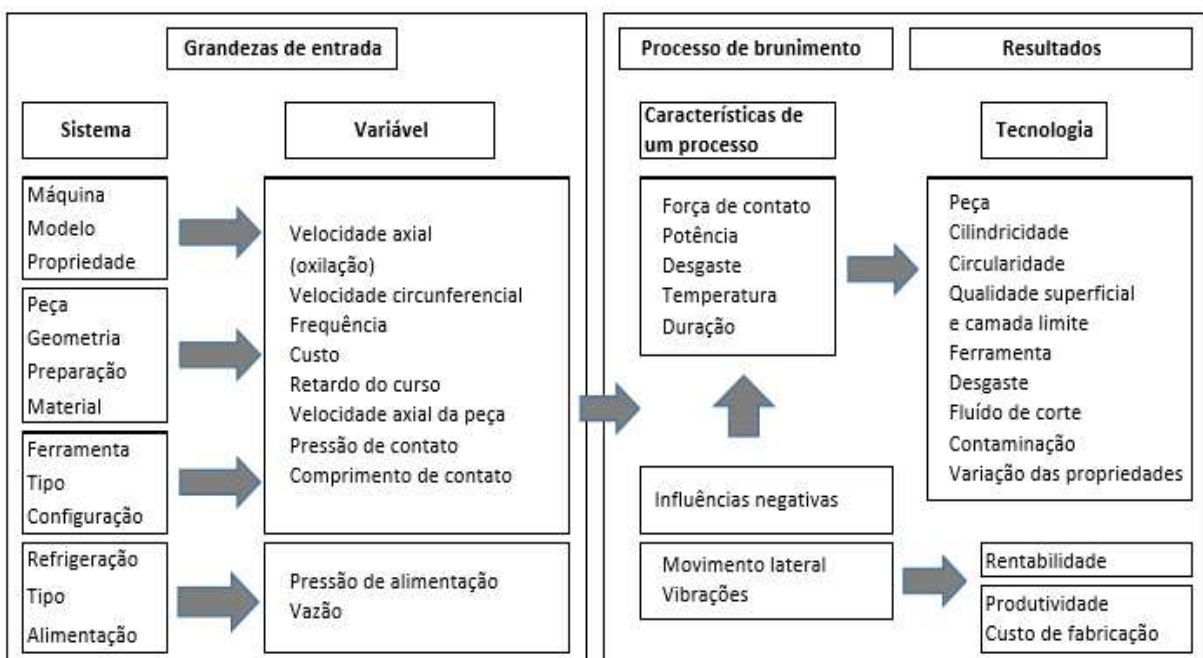 Grandezas de entrada
Sistema
Variável
Máquina
Modelo
Propriedade
Peça
Geometria
Preparação
Material
Ferramenta
Tipo
Configuração
Refrigeração
Tipo
Alimentação
Velocidade axial
(oxilação)
Velocidade circunferencial
Frequência
Custo
Retardo do curso
Velocidade axial da peça
Pressão de contato
Comprimento de contato
Pressão de alimentação
Vazão
Processo de brunimento
Resultados
Características de
um processo
Tecnologia
Força de contato
Potência
Desgaste
Temperatura
Duração
Influências negativas
Movimento lateral
Vibrações
Peça
Cilindricidade
Circularidade
Qualidade superficial
e camada limite
Ferramenta
Desgaste
Fluído de corte
Contaminação
Variação das propriedades
Rentabilidade
Produtividade
Custo de fabricação